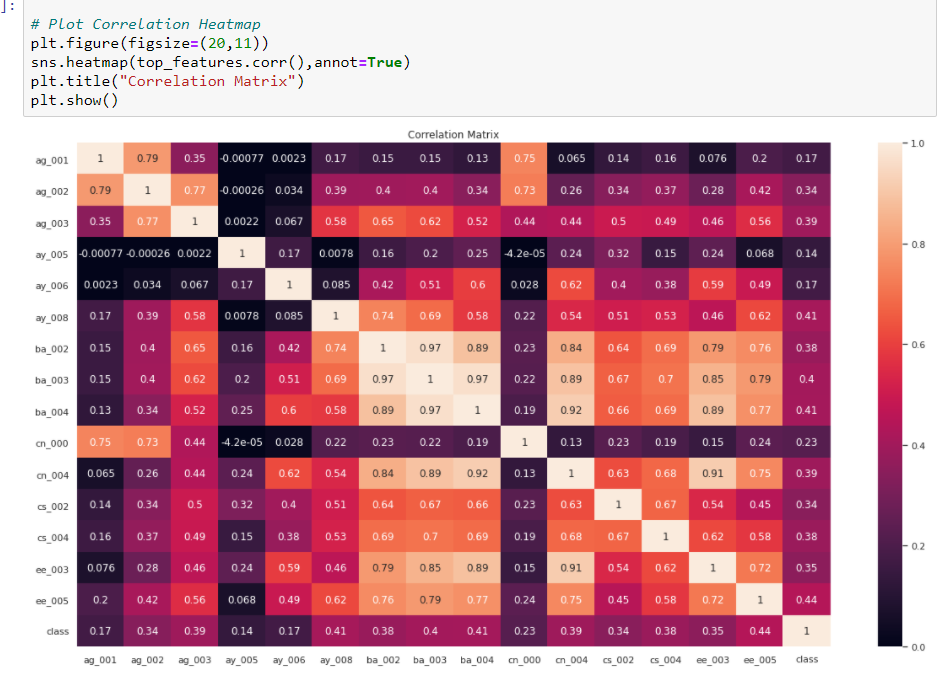 ]:
# Plot Correlation Heatmap
plt.figure(figsize=(20,11))
sns.heatmap(top_features.corr(),annot=True)
plt.title("Correlation Matrix")
plt.show()
Correlation Matrix
ag_001 1 0.79 0.35 -0.00077 0.0023 0.17 0.15 0.15 0.13 0.75 0.065 0.14 0.16 0.076 0.2 0.17
ag_002 0.79 1 0.77 -0.00026 0.034 0.39 0.4 0.4 0.34 0.73 0.26 0.34 0.37 0.28 0.42 0.34
ag_003 0.35 0.77 1 0.0022 0.067 0.58 0.65 0.62 0.52 0.44 0.44 0.5 0.49 0.46 0.56 0.39
ay_005 -0.00077 -0.00026 0.0022 1 0.17 0.0078 0.16 0.2 0.25 -4.2e-05 0.24 0.32 0.15 0.24 0.068 0.14
ay_006 0.0023 0.034 0.067 0.17 1 0.085 0.42 0.51 0.6 0.028 0.62 0.4 0.38 0.59 0.49 0.17
ay_008 0.17 0.39 0.58 0.0078 0.085 1 0.74 0.69 0.58 0.22 0.54 0.51 0.53 0.46 0.62 0.41
ba_002 0.15 0.4 0.65 0.16 0.42 0.74 1 0.97 0.89 0.23 0.84 0.64 0.69 0.79 0.76 0.38
ba_003 0.15 0.4 0.62 0.2 0.51 0.69 0.97 1 0.97 0.22 0.89 0.67 0.7 0.85 0.79 0.4
ba_004 0.13 0.34 0.52 0.25 0.6 0.58 0.89 0.97 1 0.19 0.92 0.66 0.69 0.89 0.77 0.41
cn_000 0.75 0.73 0.44 -4.2e-05 0.028 0.22 0.23 0.22 0.19 1 0.13 0.23 0.19 0.15 0.24 0.23
cn_004 0.065 0.26 0.44 0.24 0.62 0.54 0.84 0.89 0.92 0.13 1 0.63 0.68 0.91 0.75 0.39
cs_002 0.14 0.34 0.5 0.32 0.4 0.51 0.64 0.67 0.66 0.23 0.63 1 0.67 0.54 0.45 0.34
cs_004 0.16 0.37 0.49 0.15 0.38 0.53 0.69 0.7 0.69 0.19 0.68 0.67 1 0.62 0.58 0.38
ee_003 0.076 0.28 0.46 0.24 0.59 0.46 0.79 0.85 0.89 0.15 0.91 0.54 0.62 1 0.72 0.35
ee_005 0.2 0.42 0.56 0.068 0.49 0.62 0.76 0.79 0.77 0.24 0.75 0.45 0.58 0.72 1 0.44
class 0.17 0.34 0.39 0.14 0.17 0.41 0.38 0.4 0.41 0.23 0.39 0.34 0.38 0.35 0.44 1
ag_001 ag_002 ag_003 ay_005 ay_006 ay_008 ba_002 ba_003 ba_004 cn_000 cn_004 cs_002 cs_004 ee_003 ee_005 class
1.0
0.8
0.6
0.4
0.2
0.0